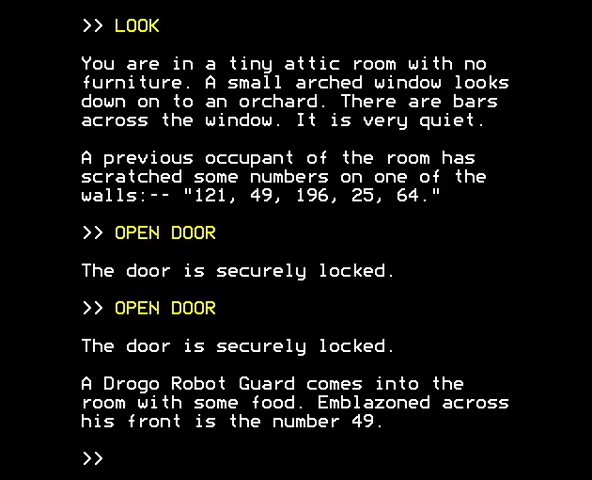 >> LOOK
You are in a tiny attic room with no
furniture. A small arched window looks
down on to an orchard. There are bars
across the window. It is very quiet.
A previous occupant of the room has
scratched some numbers on one of the
walls:-- "121, 49, 196, 25, 64."
>> OPEN DOOR
The door is securely locked.
>> OPEN DOOR
The door is securely locked.
A Drogo Robot Guard comes into the
room with some food. Emblazoned across
his front is the number 49.
>>